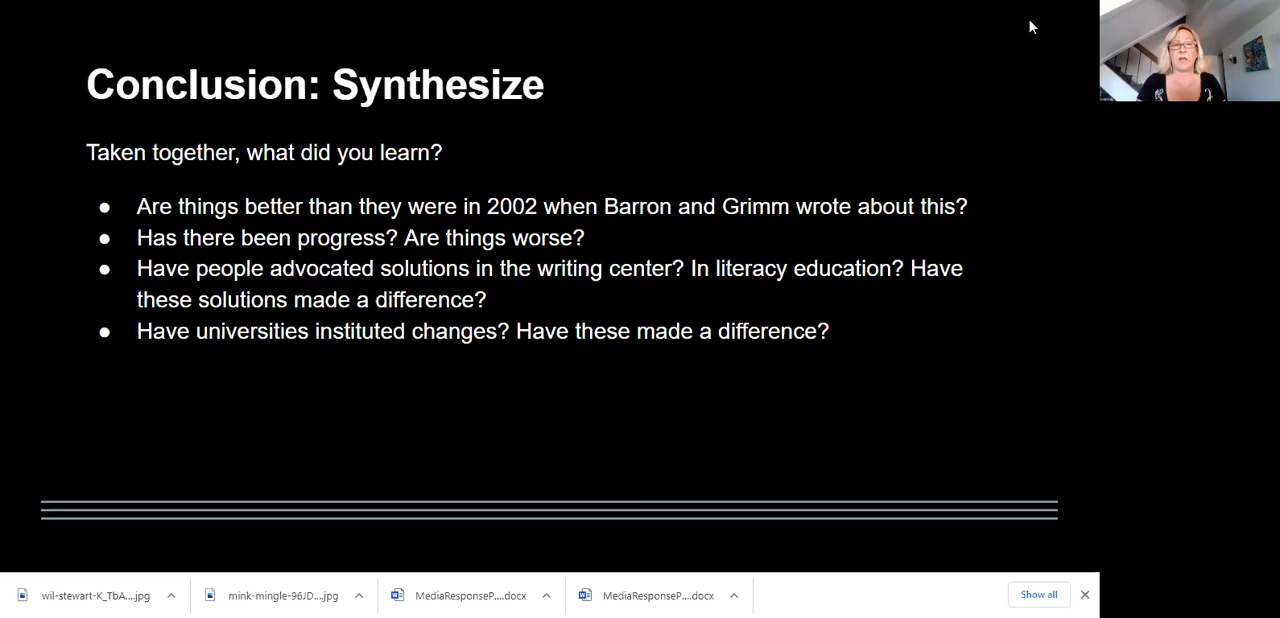 Conclusion: Synthesize
Taken together, what did you learn?
● Are things better than they were in 2002 when Barron and Grimm wrote about this?
● Has there been progress? Are things worse?
● Have people advocated solutions in the writing center? In literacy education? Have
these solutions made a difference?
● Have universities instituted changes? Have these made a difference?
wil-stewart-K_TbA....jpg
mink-mingle-96JD....jpg
MediaResponseP....docx
MediaResponseP....docx
Show all